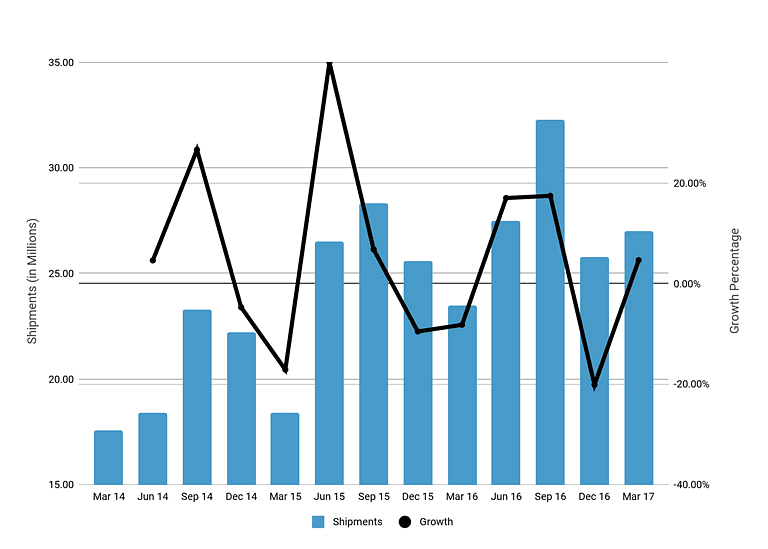 35.00
30.00
25.00
20.00
15.00
20.00%
0.00%
-20.00%
-40.00%
Shipments (in Millions)
Growth Percentage
Mar 14 Jun 14 Sep 14 Dec 14 Mar 15 Jun 15 Sep 15 Dec 15 Mar 16 Jun 16 Sep 16 Dec 16 Mar 17
Shipments Growth